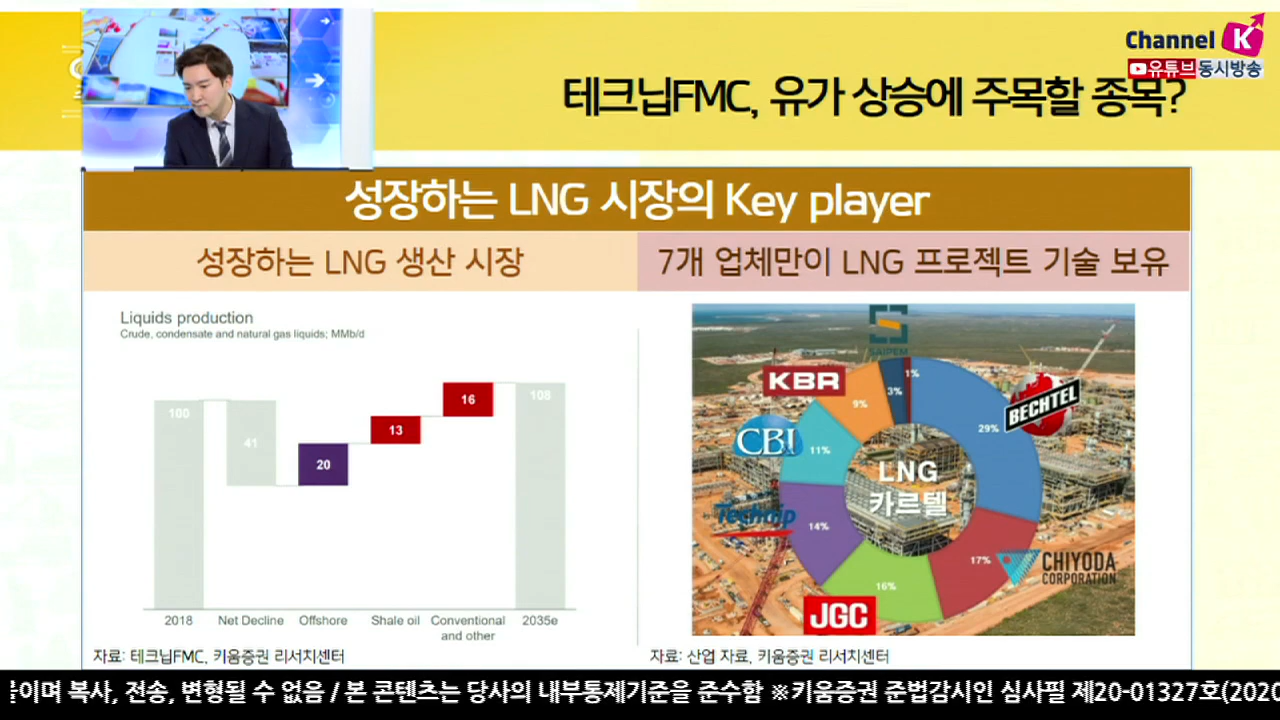 Channel K
유튜브동시방송
테크닙FMC, 유가 상승에 주목할 종목?
성장하는 LNG 시장의 Key player
성장하는 LNG 생산 시장
7개 업체만이 LNG 프로젝트 기술 보유
Liquids production
Crude, condensate and natural gas liquids; MMb/d
100
41
20
13
16
108
2018
Net Decline
Offshore
Shale oil
Conventional
and other
2035e
자료: 테크닙FMC, 키움증권 리서치센터
SAIPEM
KBR
BECHTEL
CBI
Technip
JGC
CHIYODA
CORPORATION
LNG
카르텔
1%
3%
9%
11%
14%
16%
17%
29%
자료: 산업 자료, 키움증권 리서치센터
이며 복사, 전송, 변형될 수 없음 / 본 콘텐츠는 당사의 내부통제기준을 준수함 ※키움증권 준법감시인 심사필 제20-01327호(2020